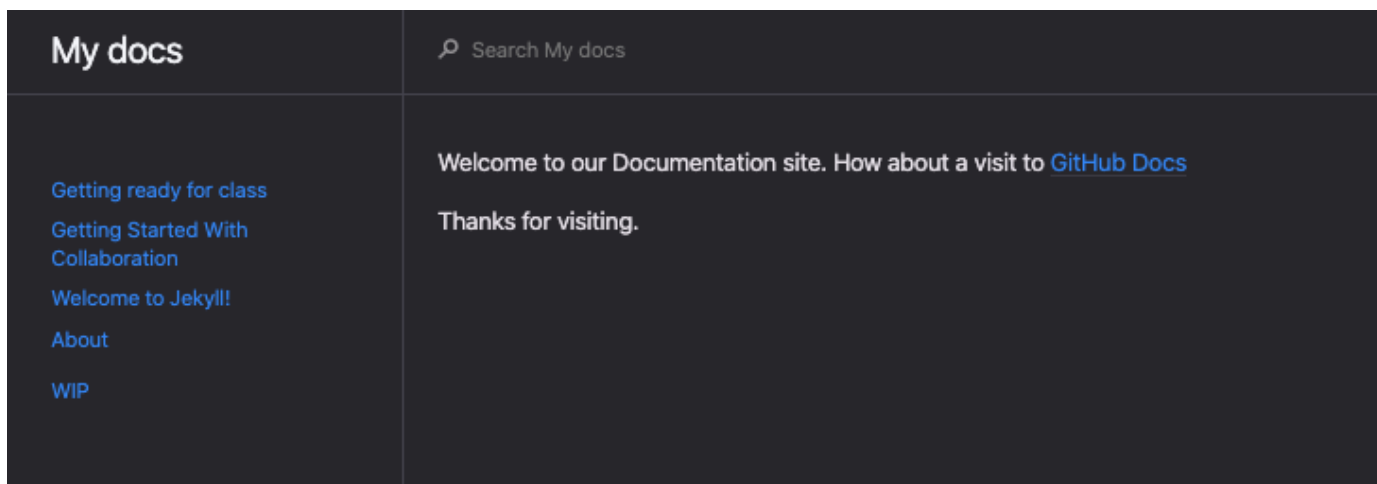 My docs
Search My docs
Getting ready for class
Getting Started With
Collaboration
Welcome to Jekyll!
About
WIP
Welcome to our Documentation site. How about a visit to GitHub Docs
Thanks for visiting.